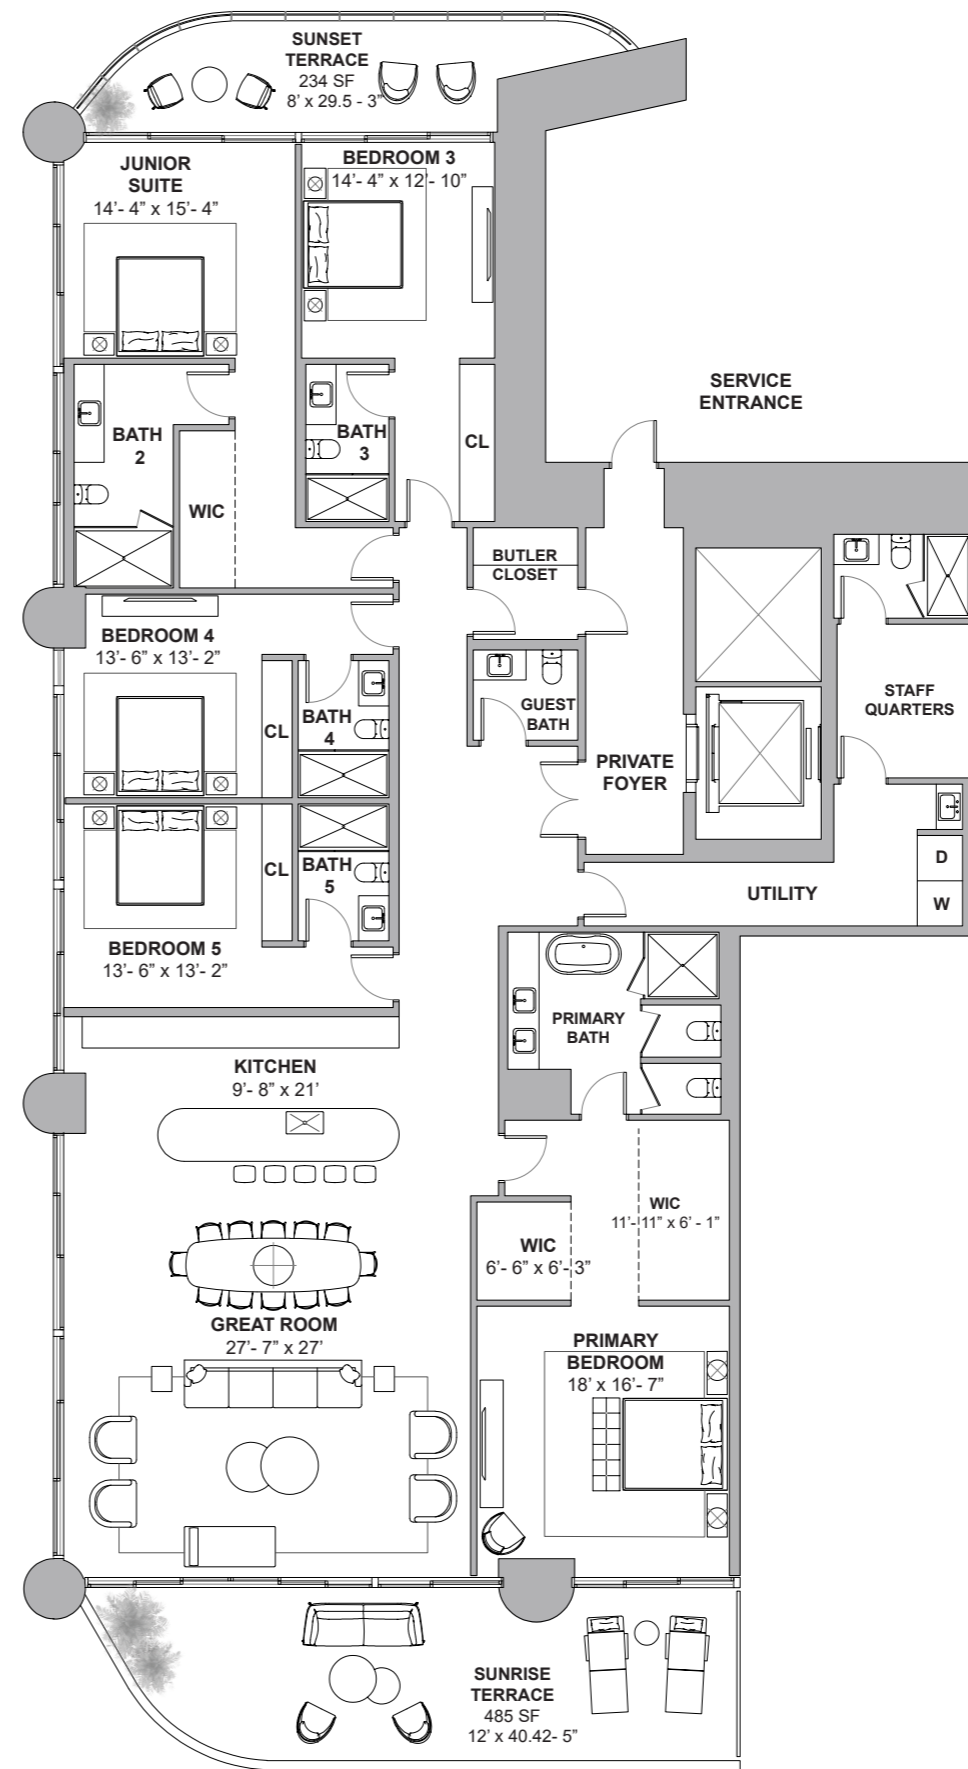 SUNSET
TERRACE
234 SF
8’ x 29.5 - 3”
JUNIOR
SUITE
14’- 4” x 15’- 4”
BEDROOM 3
14’- 4” x 12’- 10”
SERVICE
ENTRANCE
BATH
2
WIC
BATH
3
CL
BUTLER
CLOSET
BEDROOM 4
13’- 6” x 13’- 2”
CL
BATH
4
GUEST
BATH
PRIVATE
FOYER
STAFF
QUARTERS
CL
BATH
5
BEDROOM 5
13’- 6” x 13’- 2”
UTILITY
D
W
PRIMARY
BATH
KITCHEN
9’- 8” x 21’
WIC
11’- 11” x 6’ - 1”
WIC
6’- 6” x 6’- 3”
GREAT ROOM
27’- 7” x 27’
PRIMARY
BEDROOM
18’ x 16’- 7”
SUNRISE
TERRACE
485 SF
12’ x 40.42- 5”